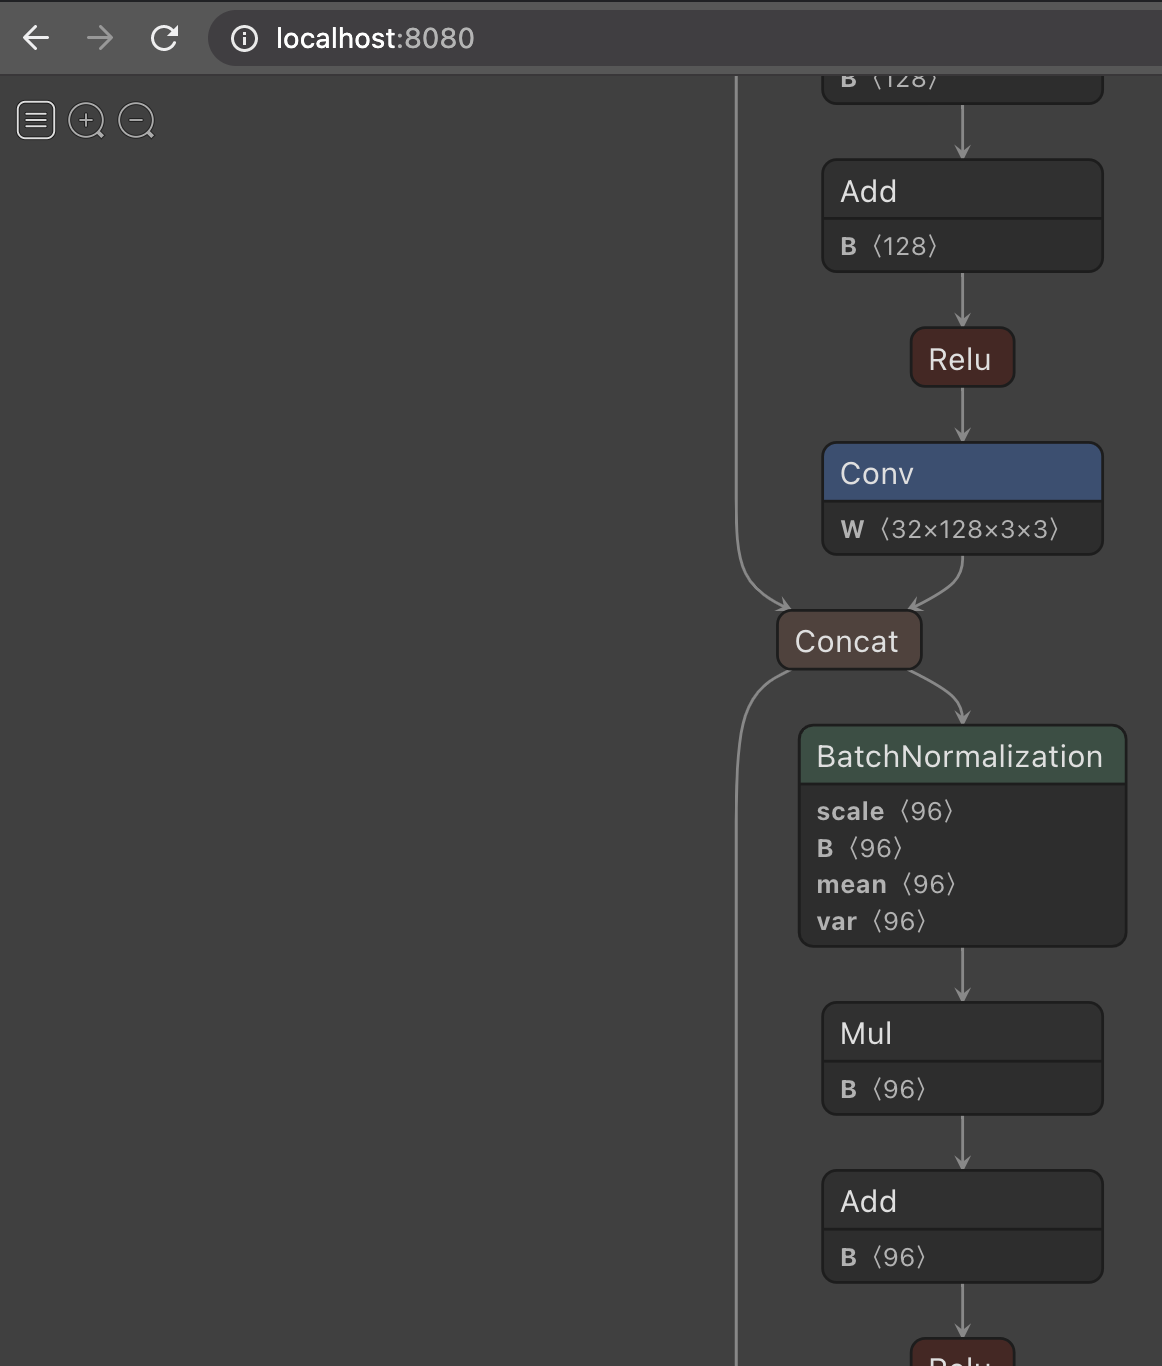 localhost:8080
B ⟨128⟩
Add
B ⟨128⟩
Relu
Conv
W ⟨32×128×3×3⟩
Concat
BatchNormalization
scale ⟨96⟩
B ⟨96⟩
mean ⟨96⟩
var ⟨96⟩
Mul
B ⟨96⟩
Add
B ⟨96⟩
Relu